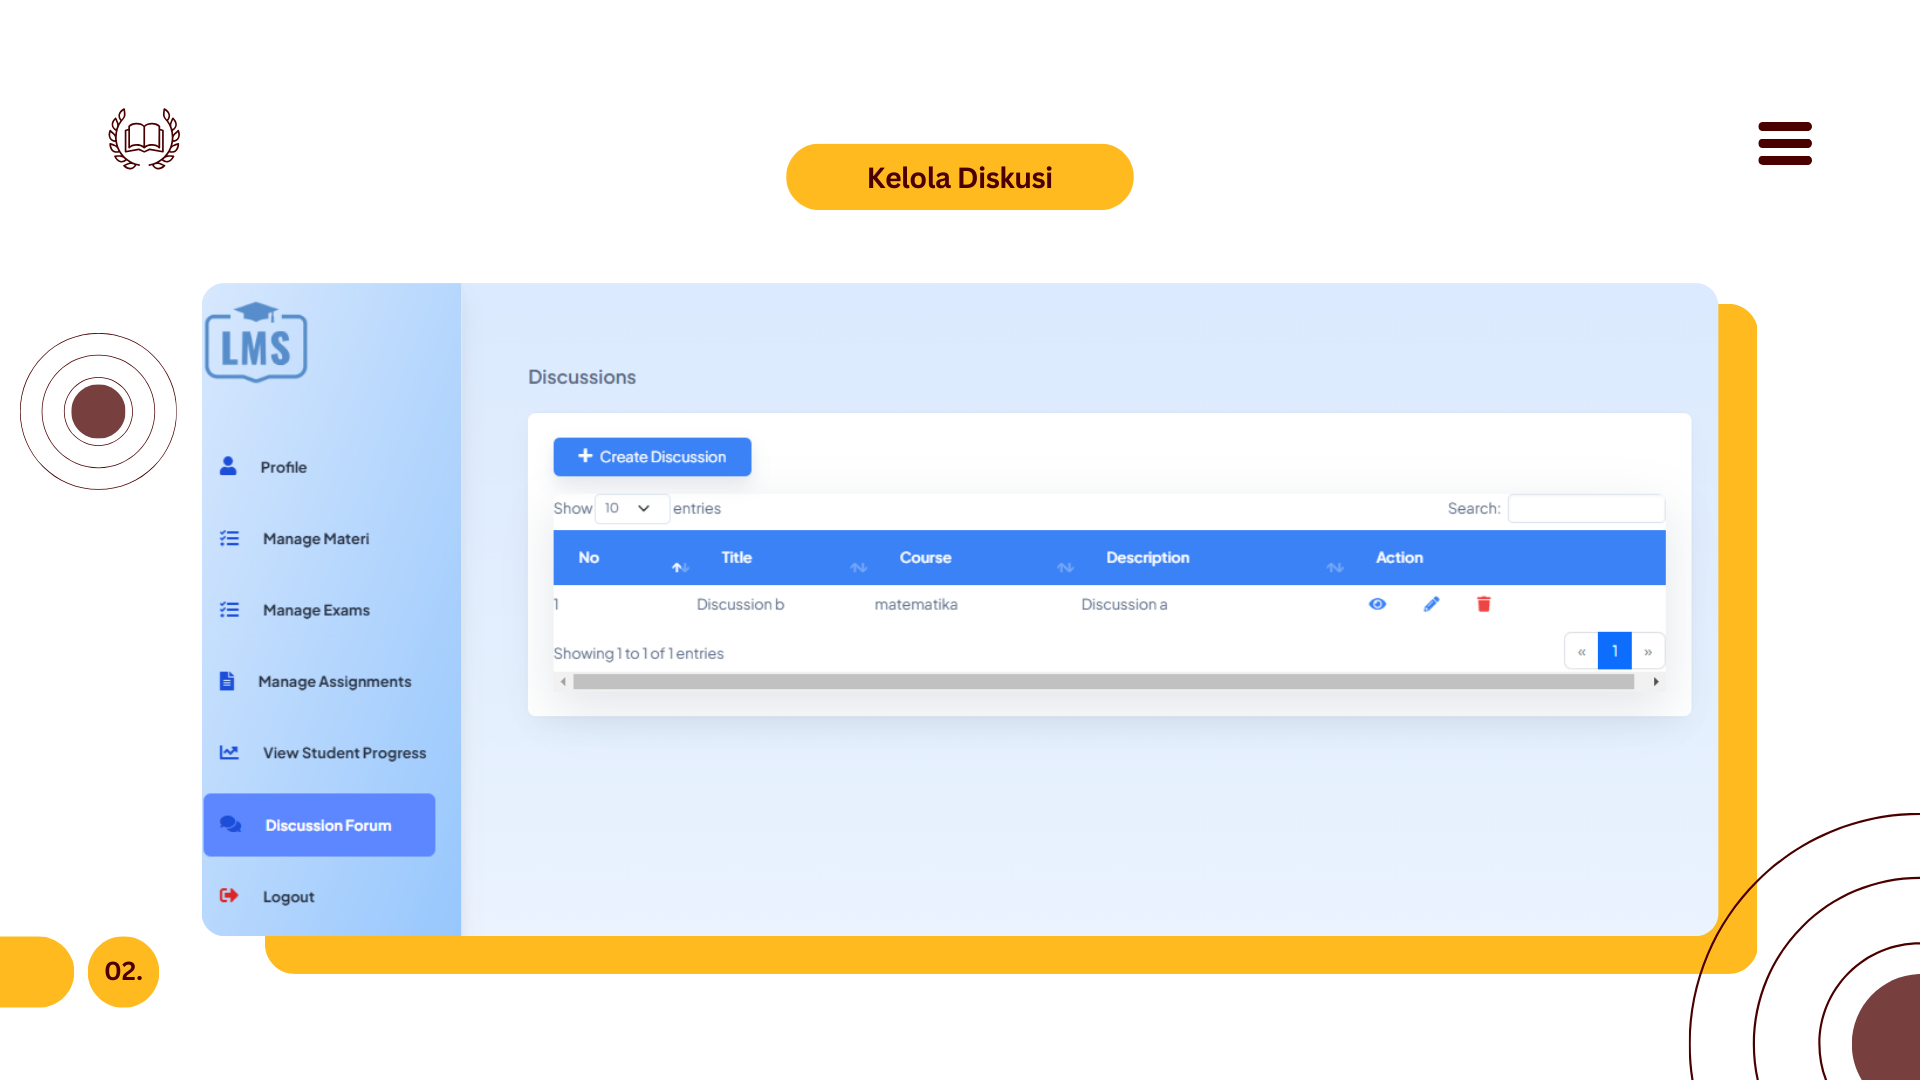 Kelola Diskusi
LMS
Profile
Manage Materi
Manage Exams
Manage Assignments
View Student Progress
Discussion Forum
Logout
Discussions
+ Create Discussion
Show 10 entries
Search:
No Title Course Description Action
1 Discussion b matematika Discussion a
Showing 1 to 1 of 1 entries
« 1 »
02.